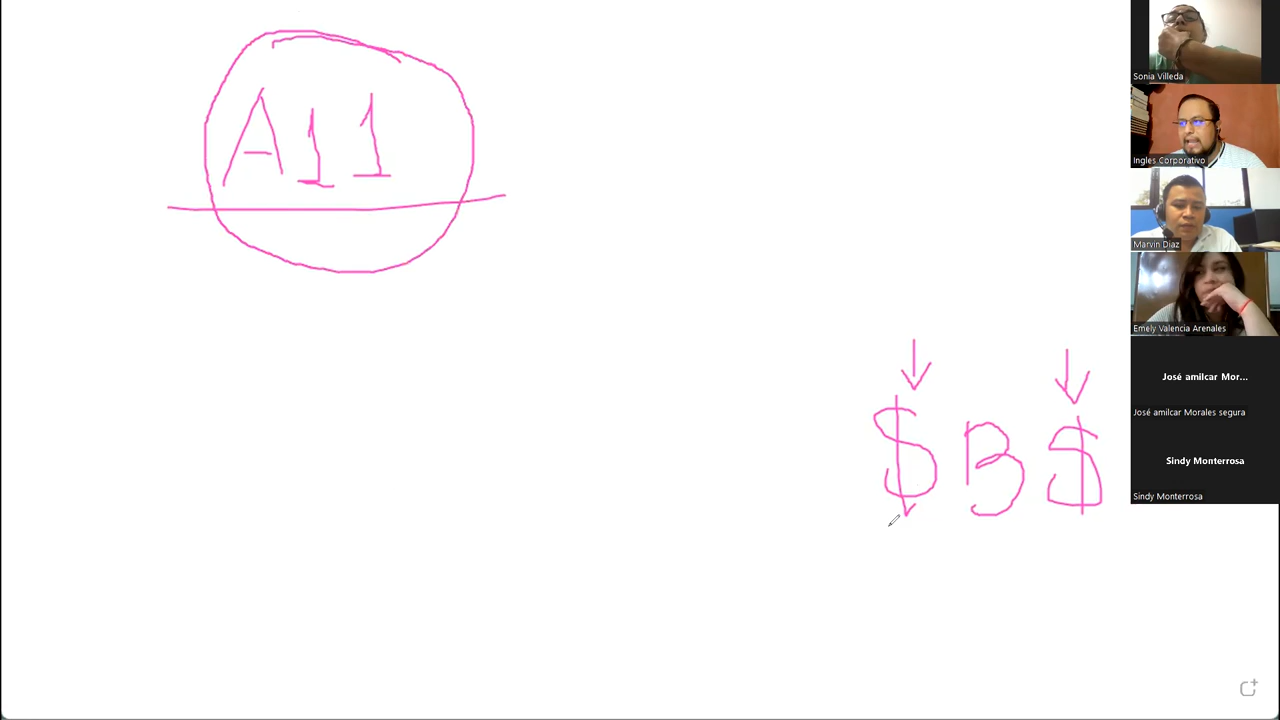 A11
$B$
Sonia Villeda
Ingles Corporativo
Marvin Diaz
Emely Valencia Arenales
José amilcar Mor...
José amilcar Morales segura
Sindy Monterrosa
Sindy Monterrosa